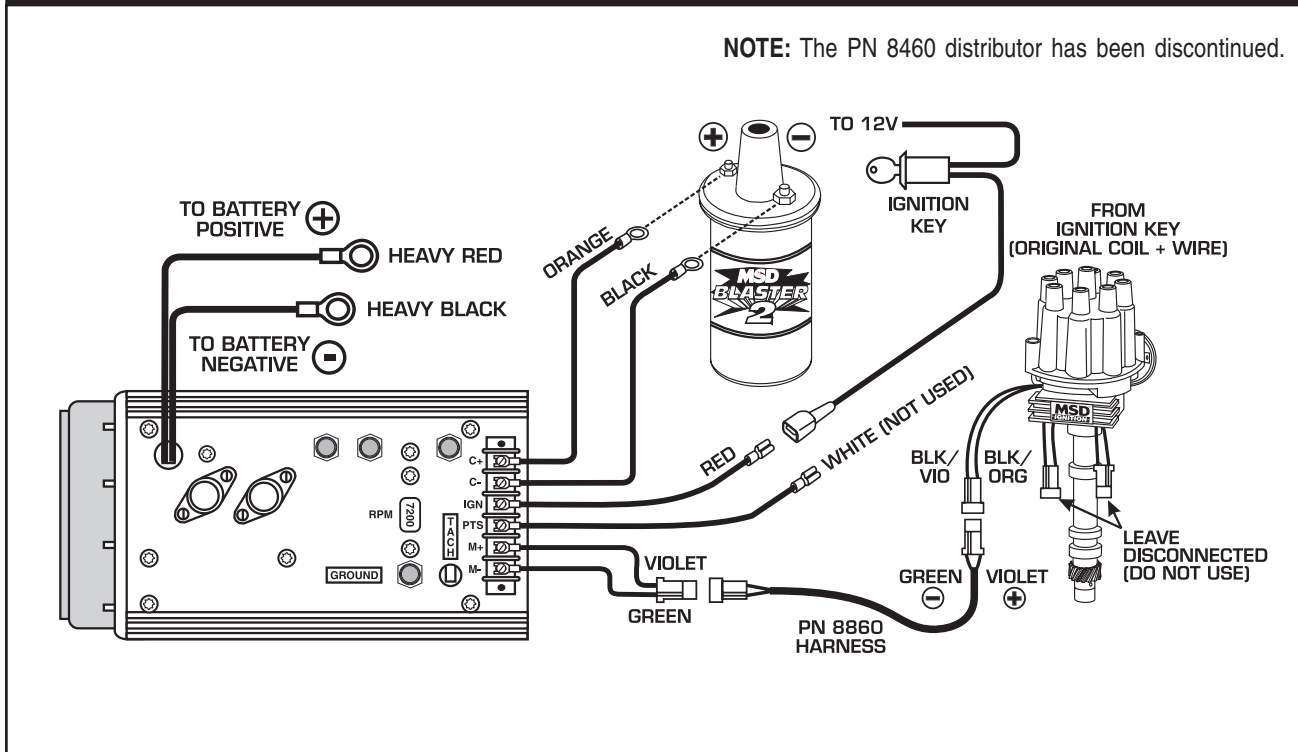 NOTE: The PN 8460 distributor has been discontinued.
+
−
TO 12V
IGNITION
KEY
FROM
IGNITION KEY
(ORIGINAL COIL + WIRE)
TO BATTERY
POSITIVE +
HEAVY RED
HEAVY BLACK
TO BATTERY
NEGATIVE -
ORANGE
BLACK
MSD
BLASTER
2
RED
WHITE (NOT USED)
MSD
IGNITION
BLK/
VIO
BLK/
ORG
LEAVE
DISCONNECTED
(DO NOT USE)
C+
C-
IGN
PTS
M+
M-
RPM
7200
TACH
GROUND
VIOLET
GREEN
GREEN
−
VIOLET
+
PN 8860
HARNESS